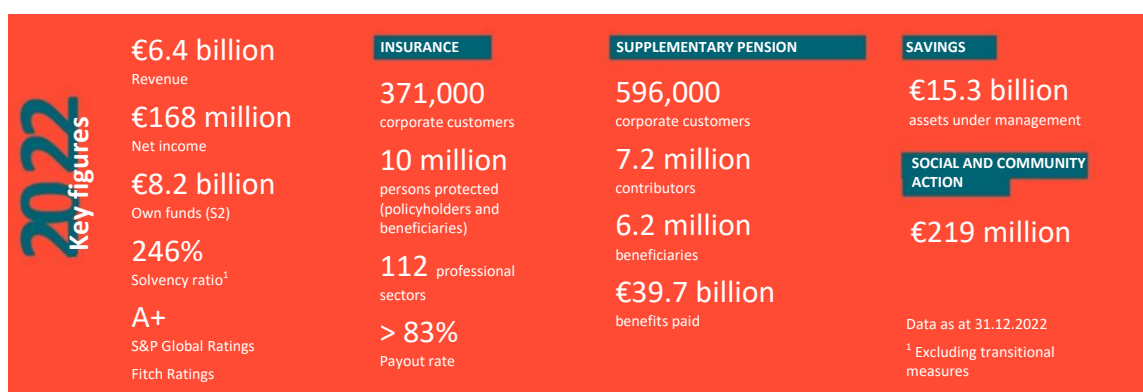 2022
Key figures
€6.4 billion
Revenue
€168 million
Net income
€8.2 billion
Own funds (S2)
246%
Solvency ratio¹
A+
S&P Global Ratings
Fitch Ratings
INSURANCE
371,000
corporate customers
10 million
persons protected
(policyholders and
beneficiaries)
112 professional
sectors
> 83%
Payout rate
SUPPLEMENTARY PENSION
596,000
corporate customers
7.2 million
contributors
6.2 million
beneficiaries
€39.7 billion
benefits paid
SAVINGS
€15.3 billion
assets under management
SOCIAL AND COMMUNITY
ACTION
€219 million
Data as at 31.12.2022
¹ Excluding transitional
measures